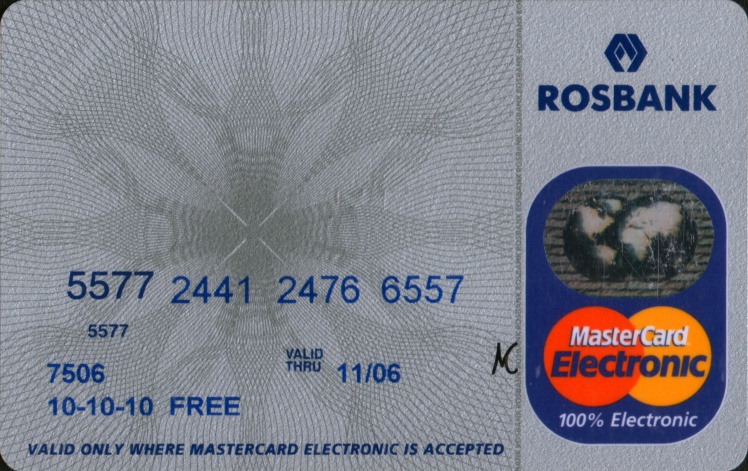 ROSBANK
5577 2441 2476 6557
5577
7506
VALID THRU 11/06
10-10-10 FREE
VALID ONLY WHERE MASTERCARD ELECTRONIC IS ACCEPTED
MasterCard
Electronic
100% Electronic